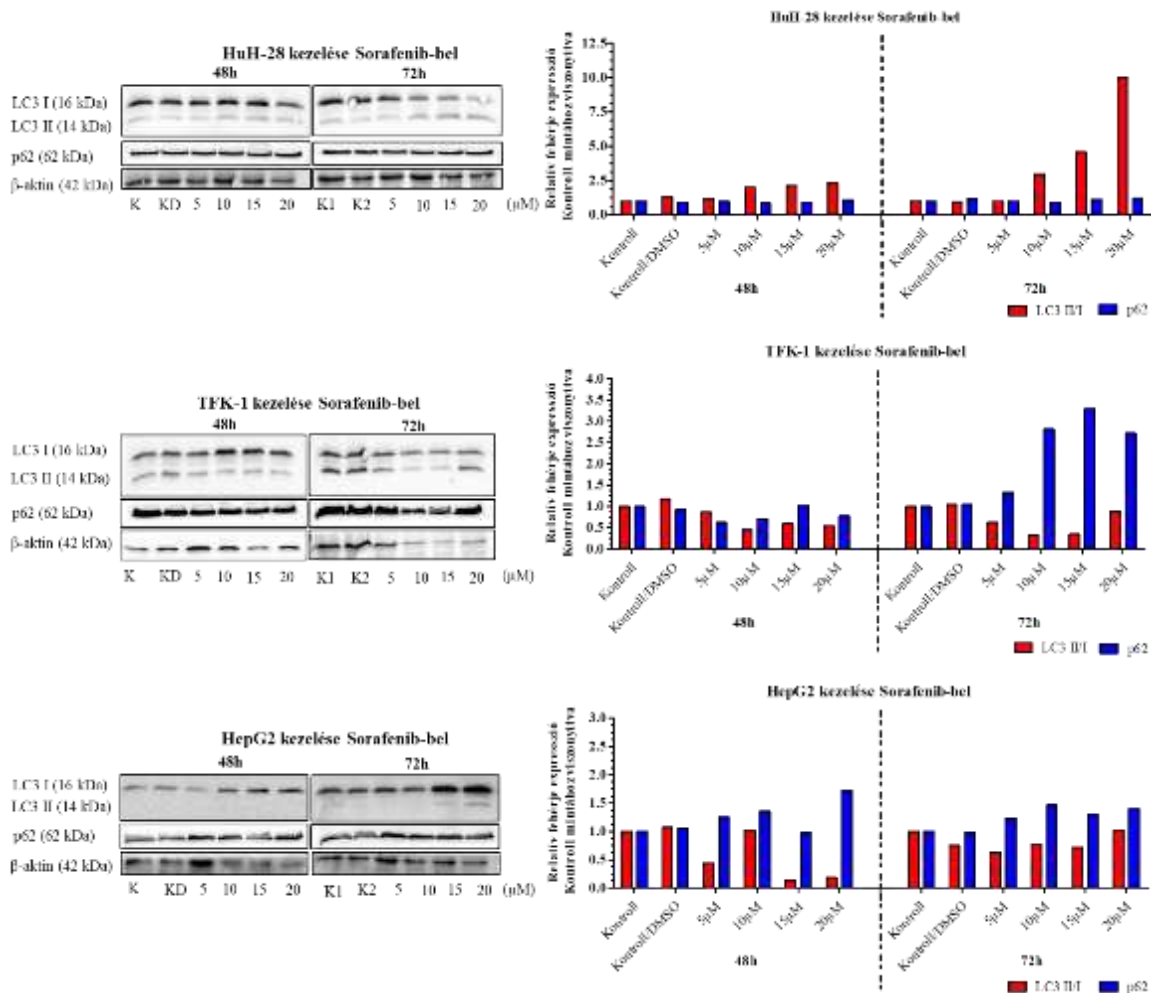 HuH-28 kezelése Sorafenib-bel
48h 72h
LC3 I (16 kDa)
LC3 II (14 kDa)
p62 (62 kDa)
β-aktin (42 kDa)
K KD 5 10 15 20 K1 K2 5 10 15 20 (μM)
HuH 28 kezelése Sorafenib-bel
Relatív fehérje expresszió
Kontroll mintához viszonyítva
10.0
7.5
5.0
2.5
0.0
Kontroll Kontroll/DMSO 5μM 10μM 15μM 20μM Kontroll Kontroll/DMSO 5μM 10μM 15μM 20μM
48h 72h
LC3 II/I p62
TFK-1 kezelése Sorafenib-bel
48h 72h
LC3 I (16 kDa)
LC3 II (14 kDa)
p62 (62 kDa)
β-aktin (42 kDa)
K KD 5 10 15 20 K1 K2 5 10 15 20 (μM)
TFK-1 kezelése Sorafenib-bel
Relatív fehérje expresszió
Kontroll mintához viszonyítva
4.0
3.5
3.0
2.5
2.0
1.5
1.0
0.5
0.0
Kontroll Kontroll/DMSO 5μM 10μM 15μM 20μM Kontroll Kontroll/DMSO 5μM 10μM 15μM 20μM
48h 72h
LC3 II/I p62
HepG2 kezelése Sorafenib-bel
48h 72h
LC3 I (16 kDa)
LC3 II (14 kDa)
p62 (62 kDa)
β-aktin (42 kDa)
K KD 5 10 15 20 K1 K2 5 10 15 20 (μM)
HepG2 kezelése Sorafenib-bel
Relatív fehérje expresszió
Kontroll mintához viszonyítva
3.0
2.5
2.0
1.5
1.0
0.5
0.0
Kontroll Kontroll/DMSO 5μM 10μM 15μM 20μM Kontroll Kontroll/DMSO 5μM 10μM 15μM 20μM
48h 72h
LC3 II/I p62